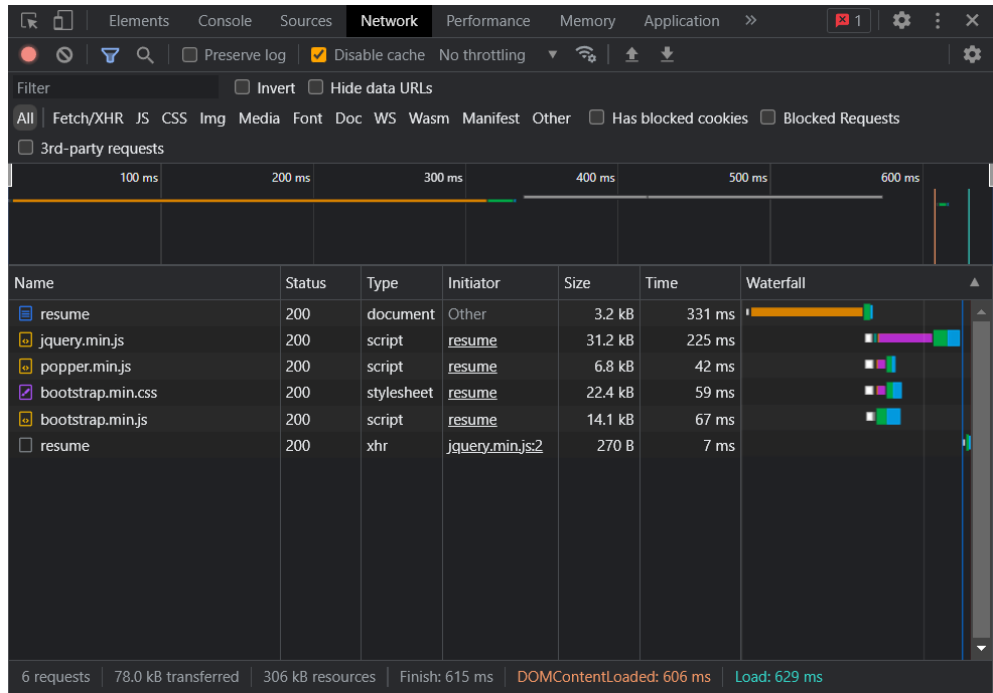 Elements Console Sources Network Performance Memory Application » 1
Preserve log Disable cache No throttling
Filter Invert Hide data URLs
All Fetch/XHR JS CSS Img Media Font Doc WS Wasm Manifest Other Has blocked cookies Blocked Requests
3rd-party requests
100 ms 200 ms 300 ms 400 ms 500 ms 600 ms
Name Status Type Initiator Size Time Waterfall
resume 200 document Other 3.2 kB 331 ms
jquery.min.js 200 script resume 31.2 kB 225 ms
popper.min.js 200 script resume 6.8 kB 42 ms
bootstrap.min.css 200 stylesheet resume 22.4 kB 59 ms
bootstrap.min.js 200 script resume 14.1 kB 67 ms
resume 200 xhr jquery.min.js:2 270 B 7 ms
6 requests 78.0 kB transferred 306 kB resources Finish: 615 ms DOMContentLoaded: 606 ms Load: 629 ms